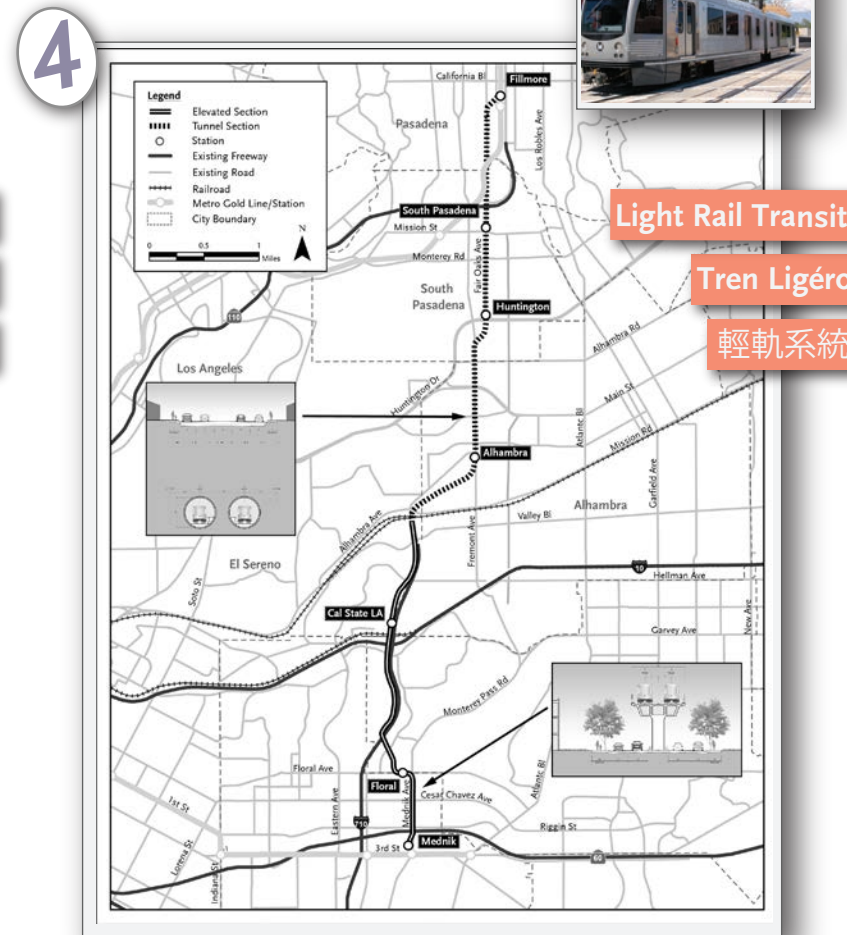 4
California Bl
Fillmore
Legend
Elevated Section
Tunnel Section
Station
Existing Freeway
Existing Road
Railroad
Metro Gold Line/Station
City Boundary
N
0 0.5 1
Miles
Pasadena
Los Robles Ave
South Pasadena
Mission St
Light Rail Transit
Fair Oaks Ave
Monterey Rd
Tren Ligéro
South
Pasadena
Huntington
110
輕軌系統
Alhambra Rd
Los Angeles
Huntington Dr
Main St
Atlantc Bl
Mission Rd
Alhambra
Garfield Ave
Alhambra Ave
Valley Bl
Alhambra
Fremont Ave
El Sereno
10
Hellman Ave
Soto St
Cal State LA
New Ave
Garvey Ave
Monterey Pass Rd
Floral Ave
Floral
Mednik Ave
Cesar Chavez Ave
Atlantc Bl
1st St
Eastern Ave
710
Riggin St
Lorena St
Indiana St
3rd St
Mednik
60